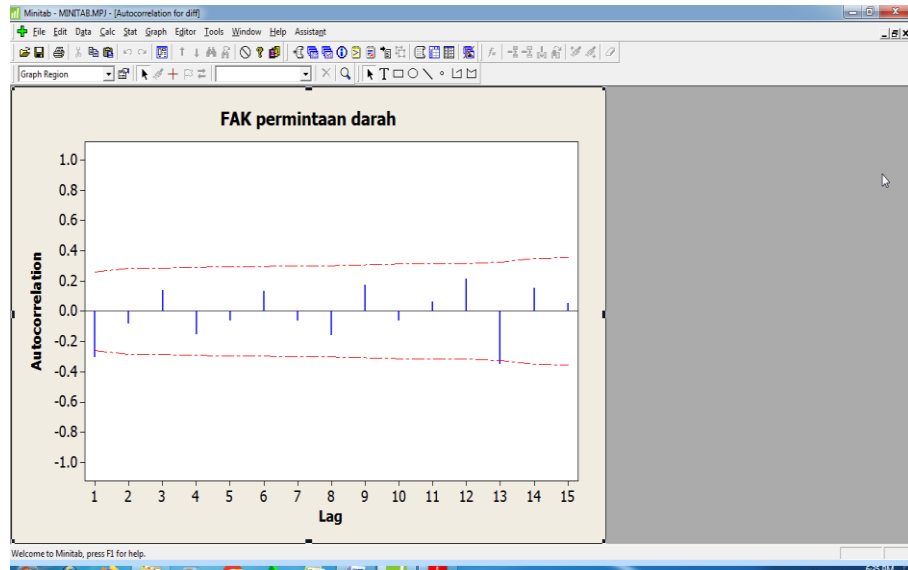 Minitab - MINITAB.MPJ - [Autocorrelation for diff]
File Edit Data Calc Stat Graph Editor Tools Window Help Assistant
Graph Region
FAK permintaan darah
1.0
0.8
0.6
0.4
0.2
0.0
-0.2
-0.4
-0.6
-0.8
-1.0
Autocorrelation
1 2 3 4 5 6 7 8 9 10 11 12 13 14 15
Lag
Welcome to Minitab, press F1 for help.
6:25 PM